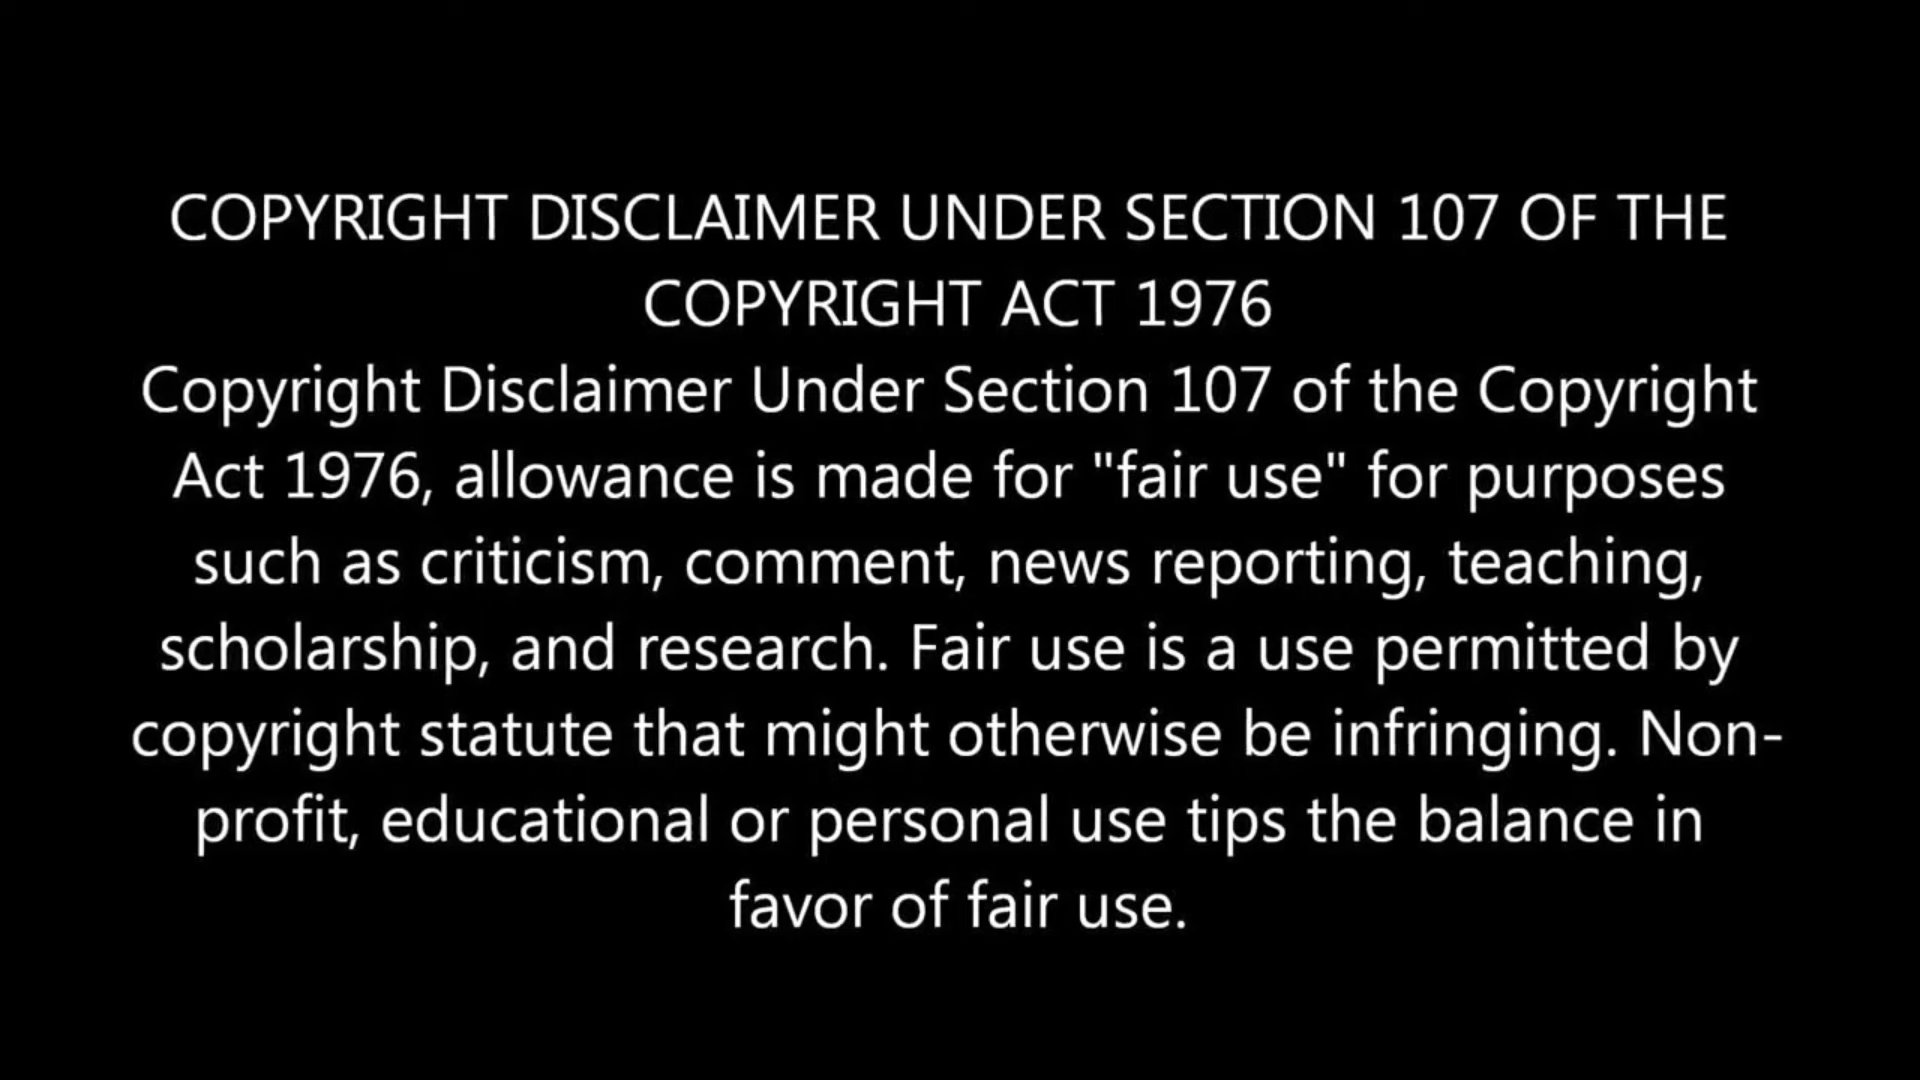 COPYRIGHT DISCLAIMER UNDER SECTION 107 OF THE
COPYRIGHT ACT 1976
Copyright Disclaimer Under Section 107 of the Copyright
Act 1976, allowance is made for "fair use" for purposes
such as criticism, comment, news reporting, teaching,
scholarship, and research. Fair use is a use permitted by
copyright statute that might otherwise be infringing. Non-
profit, educational or personal use tips the balance in
favor of fair use.